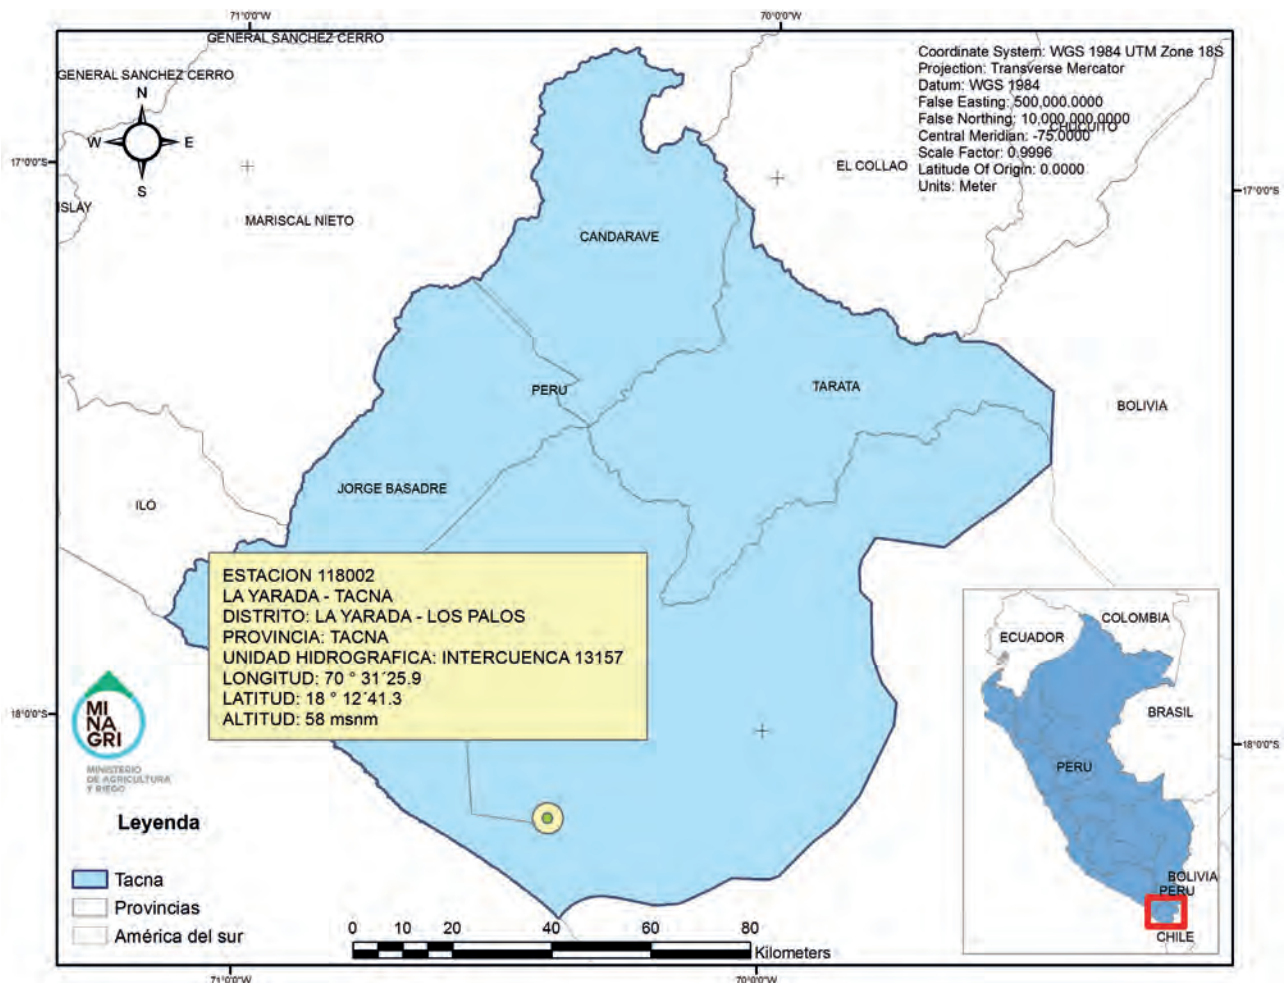 71°0'0"W
70°0'0"W
GENERAL SANCHEZ CERRO
GENERAL SANCHEZ CERRO
N
W
E
S
Coordinate System: WGS 1984 UTM Zone 18S
Projection: Transverse Mercator
Datum: WGS 1984
False Easting: 500,000.0000
False Northing: 10,000,000.0000
Central Meridian: -75.0000
Scale Factor: 0.9996
Latitude Of Origin: 0.0000
Units: Meter
CHUCUITO
17°0'0"S
17°0'0"S
EL COLLAO
ISLAY
MARISCAL NIETO
CANDARAVE
PERU
TARATA
BOLIVIA
JORGE BASADRE
ILO
ESTACION 118002
LA YARADA - TACNA
DISTRITO: LA YARADA - LOS PALOS
PROVINCIA: TACNA
UNIDAD HIDROGRAFICA: INTERCUENCA 13157
LONGITUD: 70 ° 31´25.9
LATITUD: 18 ° 12´41.3
ALTITUD: 58 msnm
18°0'0"S
18°0'0"S
MI
NA
GRI
MINISTERIO
DE AGRICULTURA
Y RIEGO
Leyenda
Tacna
Provincias
América del sur
0 10 20 40 60 80
Kilometers
COLOMBIA
ECUADOR
BRASIL
PERU
BOLIVIA
PERU
CHILE
71°0'0"W
70°0'0"W